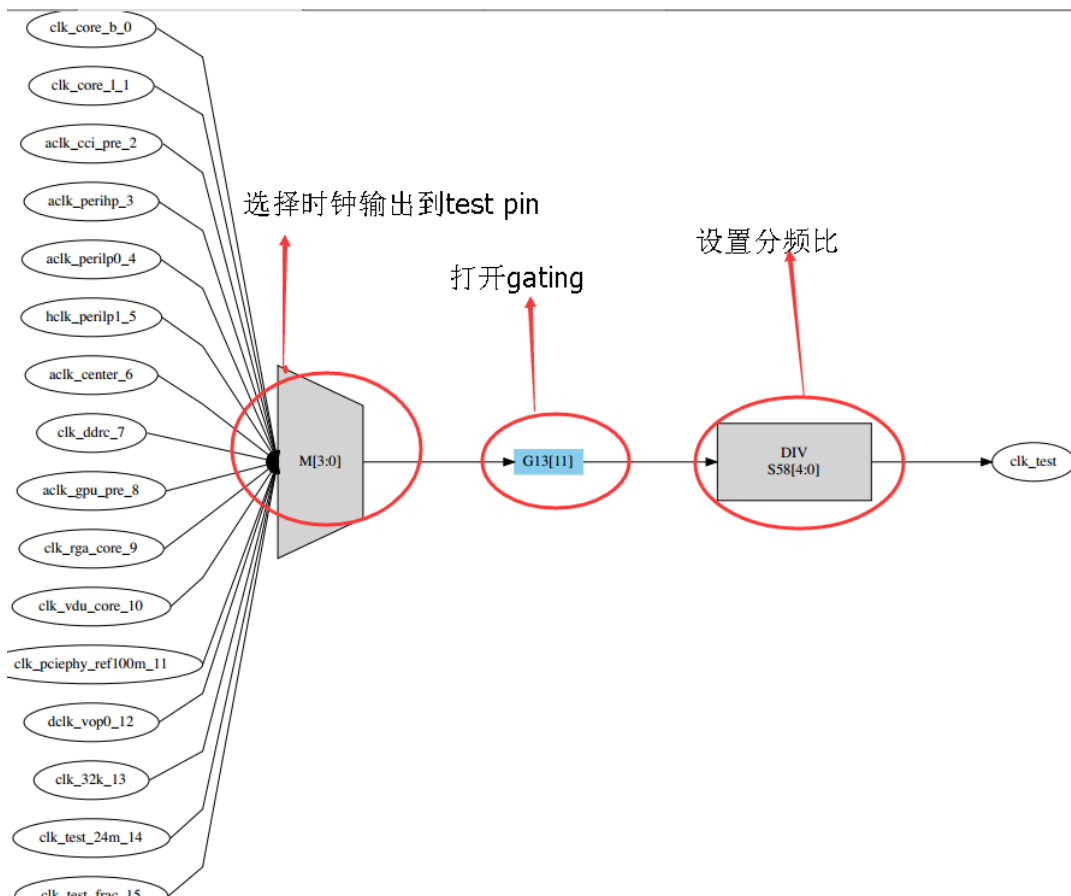 clk_core_b_0
clk_core_l_1
aclk_cci_pre_2
aclk_perihp_3
选择时钟输出到test pin
设置分频比
aclk_perilp0_4
打开gating
hclk_perilp1_5
aclk_center_6
clk_ddrc_7
M[3:0]
G13[11]
DIV
S58[4:0]
clk_test
aclk_gpu_pre_8
clk_rga_core_9
clk_vdu_core_10
clk_pciephy_ref100m_11
dclk_vop0_12
clk_32k_13
clk_test_24m_14
clk_test_frac_15